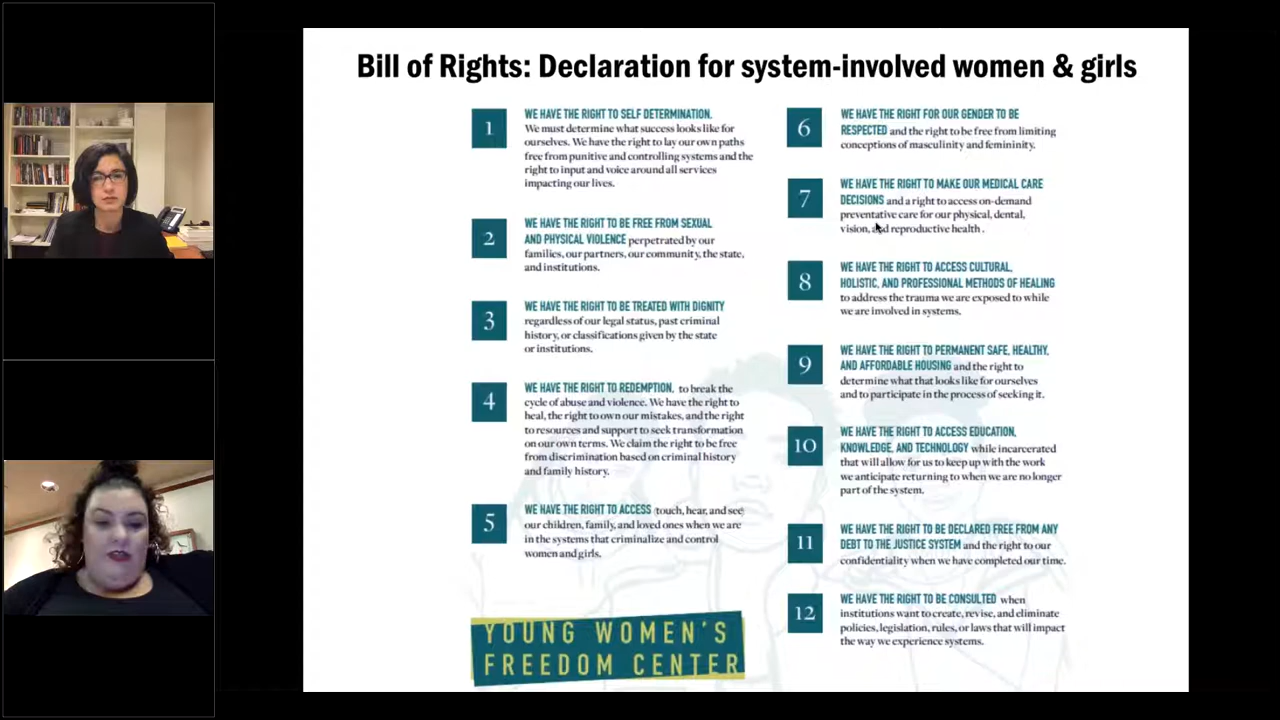 Bill of Rights: Declaration for system-involved women & girls
1
WE HAVE THE RIGHT TO SELF DETERMINATION.
We must determine what success looks like for
ourselves. We have the right to lay our own paths
free from punitive and controlling systems and the
right to input and voice around all services
impacting our lives.
2
WE HAVE THE RIGHT TO BE FREE FROM SEXUAL
AND PHYSICAL VIOLENCE perpetrated by our
families, our partners, our community, the state,
and institutions.
3
WE HAVE THE RIGHT TO BE TREATED WITH DIGNITY
regardless of our legal status, past criminal
history, or classifications given by the state
or institutions.
4
WE HAVE THE RIGHT TO REDEMPTION, to break the
cycle of abuse and violence. We have the right to
heal, the right to own our mistakes, and the right
to resources and support to seek transformation
on our own terms. We claim the right to be free
from discrimination based on criminal history
and family history.
5
WE HAVE THE RIGHT TO ACCESS (touch, hear, and see)
our children, family, and loved ones when we are
in the systems that criminalize and control
women and girls.
YOUNG WOMEN'S
FREEDOM CENTER
6
WE HAVE THE RIGHT FOR OUR GENDER TO BE
RESPECTED and the right to be free from limiting
conceptions of masculinity and femininity.
7
WE HAVE THE RIGHT TO MAKE OUR MEDICAL CARE
DECISIONS and a right to access on-demand
preventative care for our physical, dental,
vision, and reproductive health .
8
WE HAVE THE RIGHT TO ACCESS CULTURAL,
HOLISTIC, AND PROFESSIONAL METHODS OF HEALING
to address the trauma we are exposed to while
we are involved in systems.
9
WE HAVE THE RIGHT TO PERMANENT SAFE, HEALTHY,
AND AFFORDABLE HOUSING and the right to
determine what that looks like for ourselves
and to participate in the process of seeking it.
10
WE HAVE THE RIGHT TO ACCESS EDUCATION,
KNOWLEDGE, AND TECHNOLOGY while incarcerated
that will allow for us to keep up with the work
we anticipate returning to when we are no longer
part of the system.
11
WE HAVE THE RIGHT TO BE DECLARED FREE FROM ANY
DEBT TO THE JUSTICE SYSTEM and the right to our
confidentiality when we have completed our time.
12
WE HAVE THE RIGHT TO BE CONSULTED when
institutions want to create, revise, and eliminate
policies, legislation, rules, or laws that will impact
the way we experience systems.